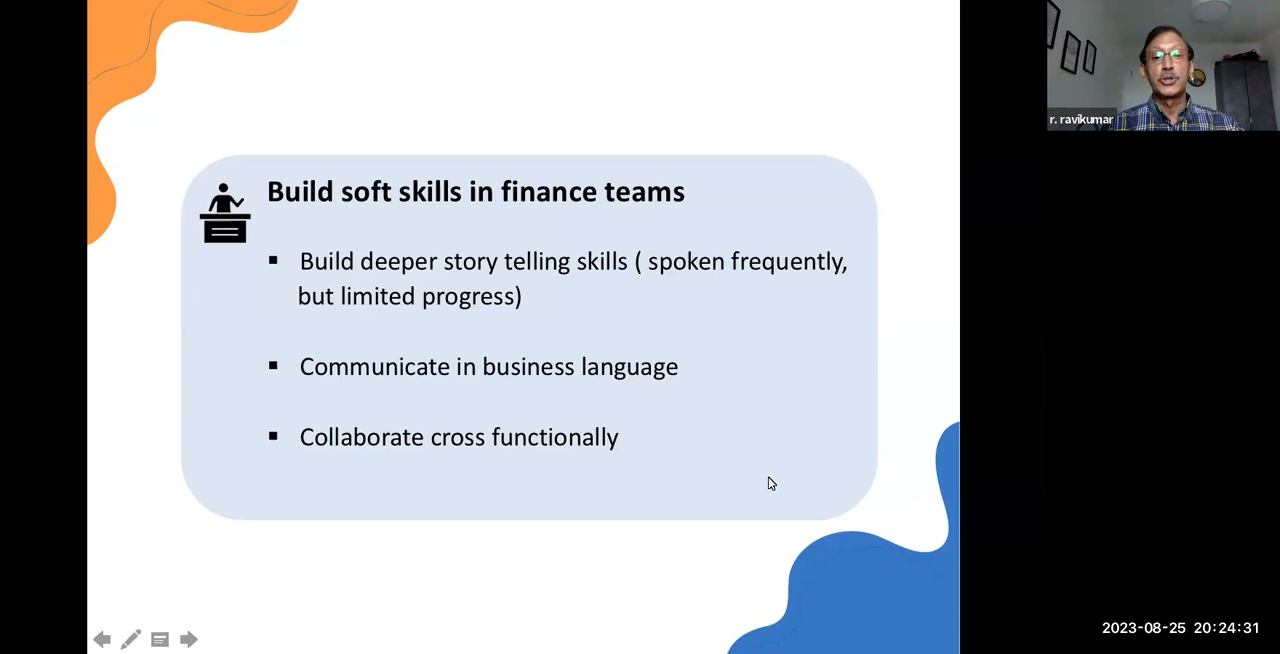 Build soft skills in finance teams
▪ Build deeper story telling skills ( spoken frequently,
but limited progress)
▪ Communicate in business language
▪ Collaborate cross functionally
r. ravikumar
2023-08-25 20:24:31